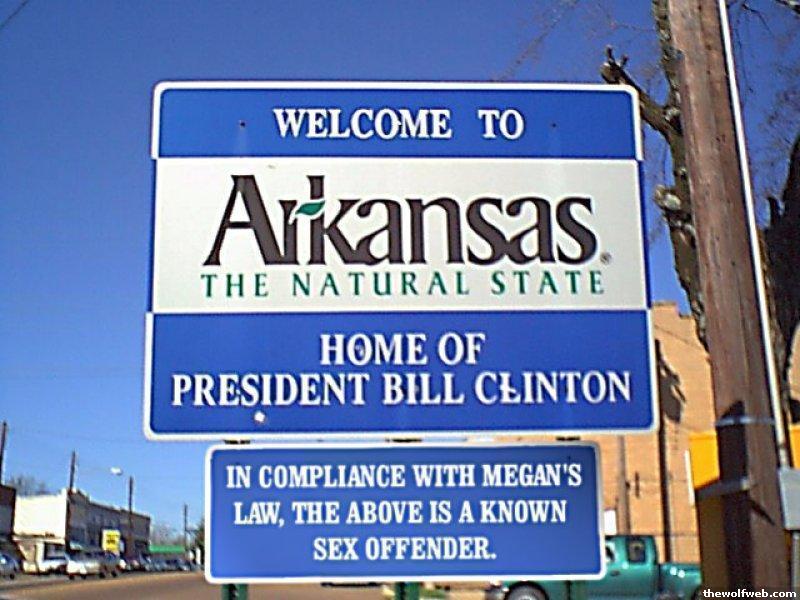 WELCOME TO
Arkansas®
THE NATURAL STATE
HOME OF
PRESIDENT BILL CLINTON
IN COMPLIANCE WITH MEGAN'S
LAW, THE ABOVE IS A KNOWN
SEX OFFENDER.
thewolfweb.com